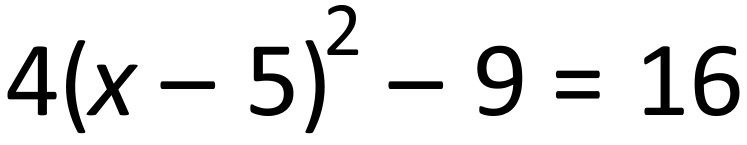 4(x − 5)² − 9 = 16